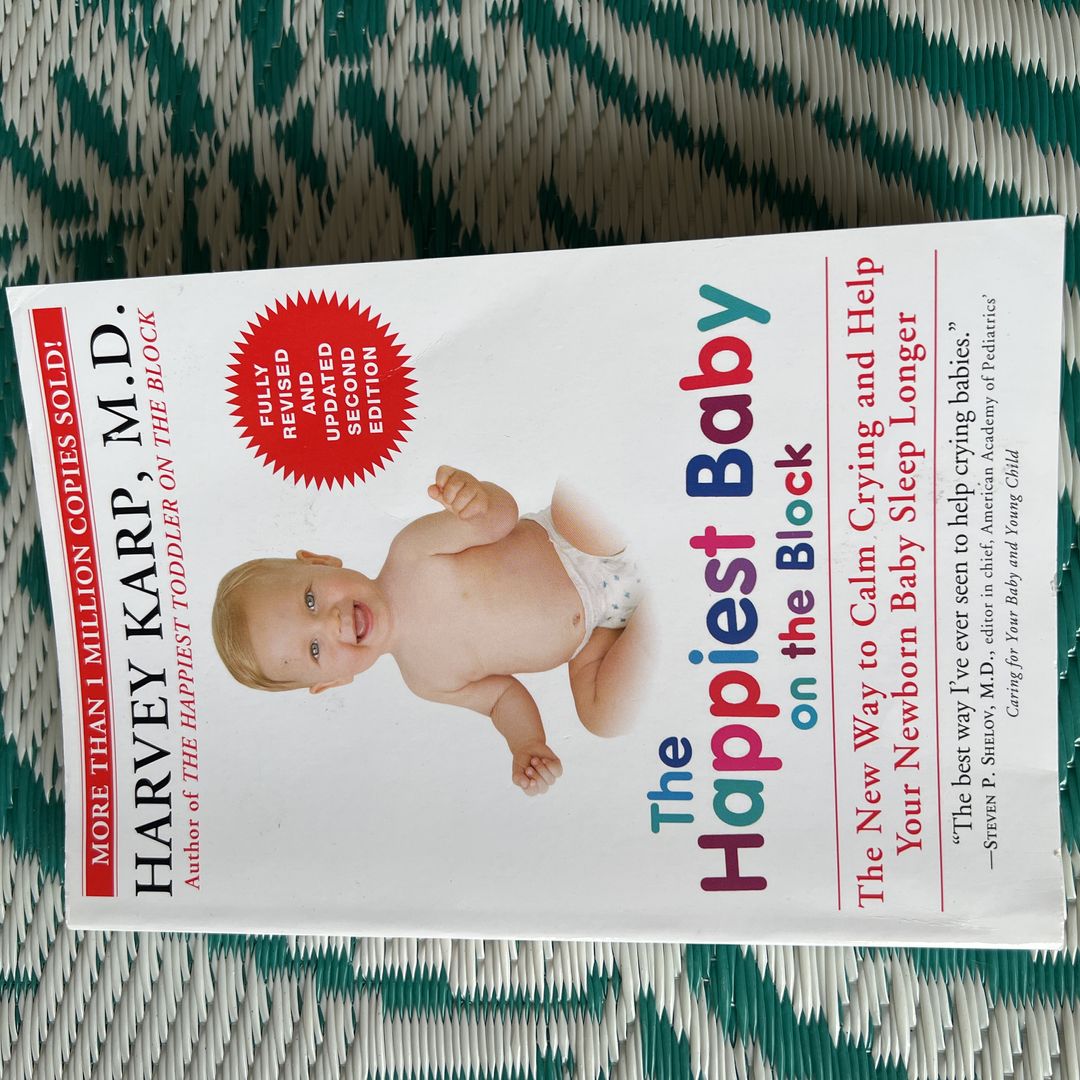 MORE THAN 1 MILLION COPIES SOLD!
HARVEY KARP, M.D.
Author of THE HAPPIEST TODDLER ON THE BLOCK
FULLY
REVISED
AND
UPDATED
SECOND
EDITION
The
Happiest Baby
on the Block
The New Way to Calm Crying and Help
Your Newborn Baby Sleep Longer
“The best way I’ve ever seen to help crying babies.”
—STEVEN P. SHELOV, M.D., editor in chief, American Academy of Pediatrics’
Caring for Your Baby and Young Child